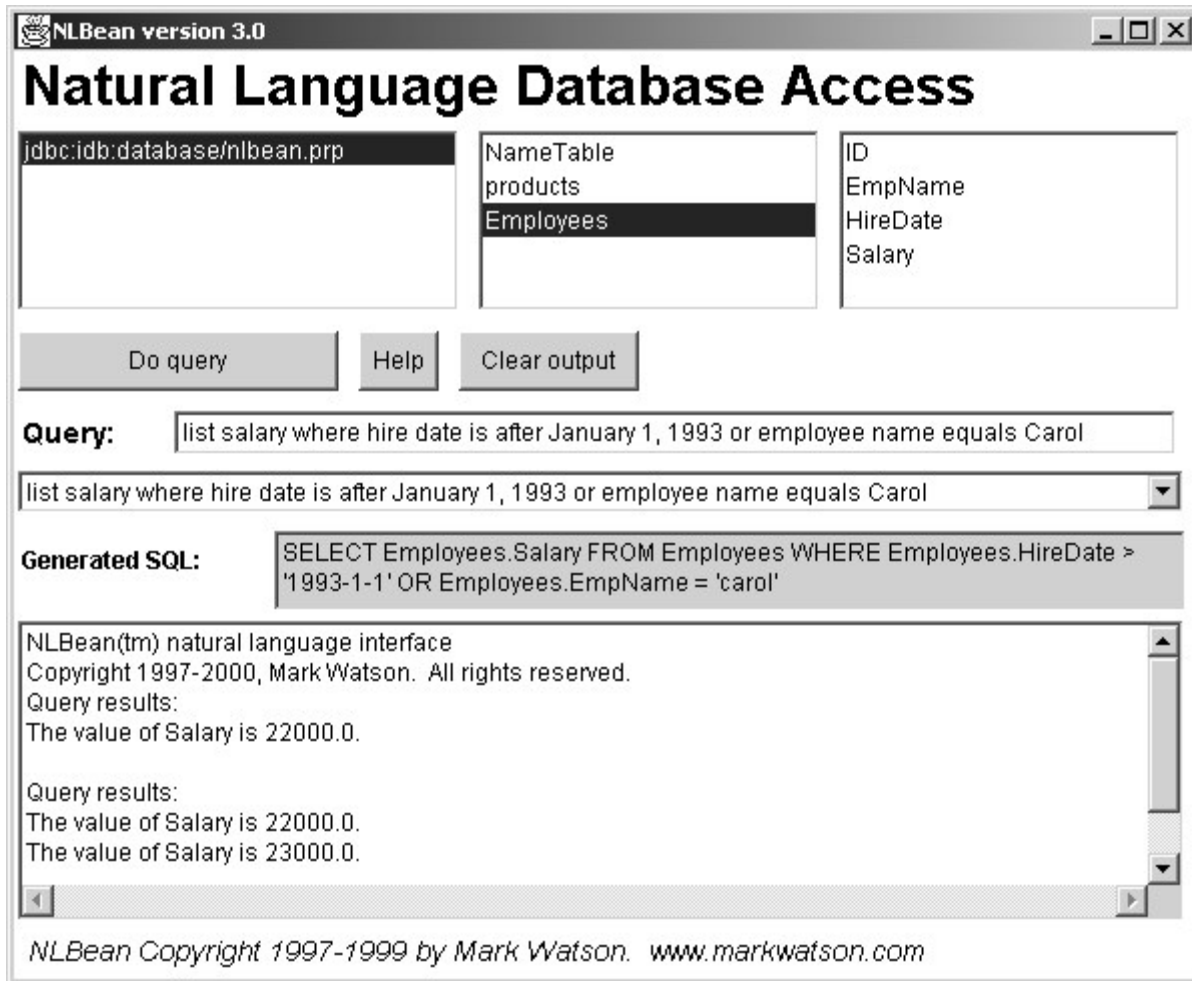 NLBean version 3.0
Natural Language Database Access
jdbc:idb:database/nlbean.prp
NameTable
products
Employees
ID
EmpName
HireDate
Salary
Do query
Help
Clear output
Query:
list salary where hire date is after January 1, 1993 or employee name equals Carol
list salary where hire date is after January 1, 1993 or employee name equals Carol
Generated SQL:
SELECT Employees.Salary FROM Employees WHERE Employees.HireDate >
'1993-1-1' OR Employees.EmpName = 'carol'
NLBean(tm) natural language interface
Copyright 1997-2000, Mark Watson.  All rights reserved.
Query results:
The value of Salary is 22000.0.
Query results:
The value of Salary is 22000.0.
The value of Salary is 23000.0.
NLBean Copyright 1997-1999 by Mark Watson.  www.markwatson.com